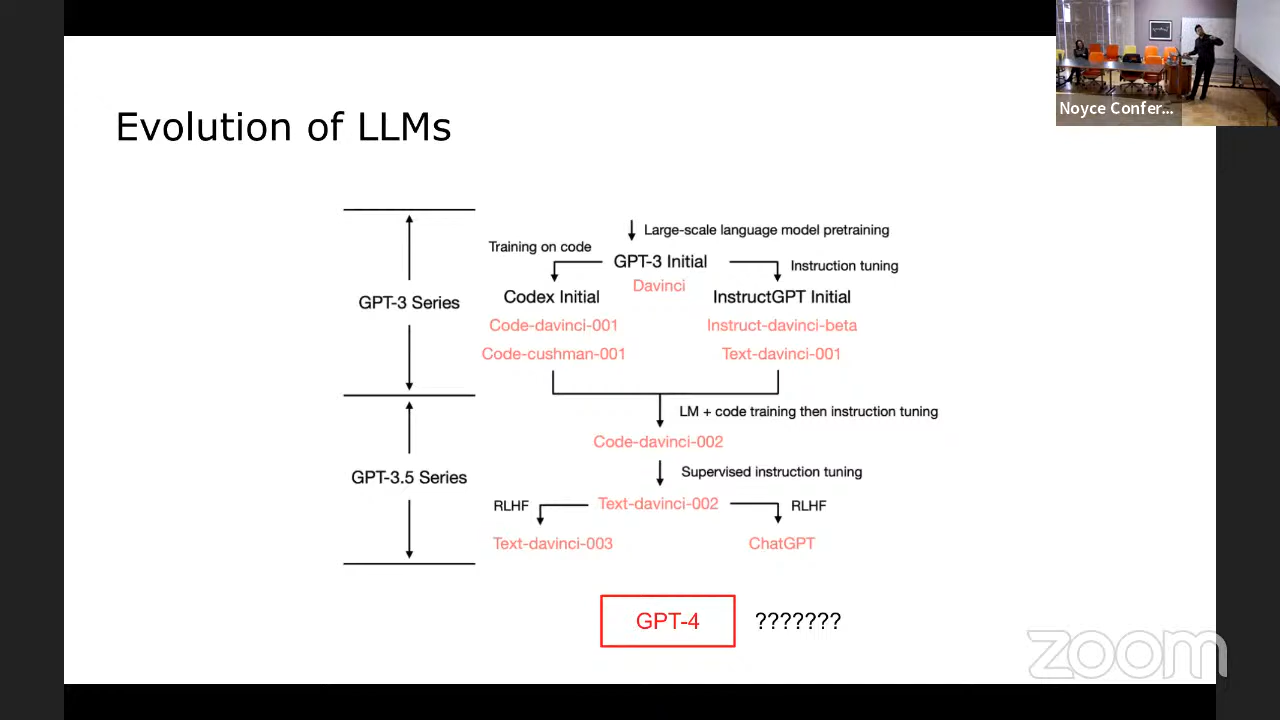 Noyce Confer...
Evolution of LLMs
Large-scale language model pretraining
Training on code
GPT-3 Initial
Instruction tuning
Davinci
GPT-3 Series
Codex Initial
InstructGPT Initial
Code-davinci-001
Instruct-davinci-beta
Code-cushman-001
Text-davinci-001
LM + code training then instruction tuning
Code-davinci-002
GPT-3.5 Series
Supervised instruction tuning
RLHF
Text-davinci-002
RLHF
Text-davinci-003
ChatGPT
GPT-4
???????
zoom